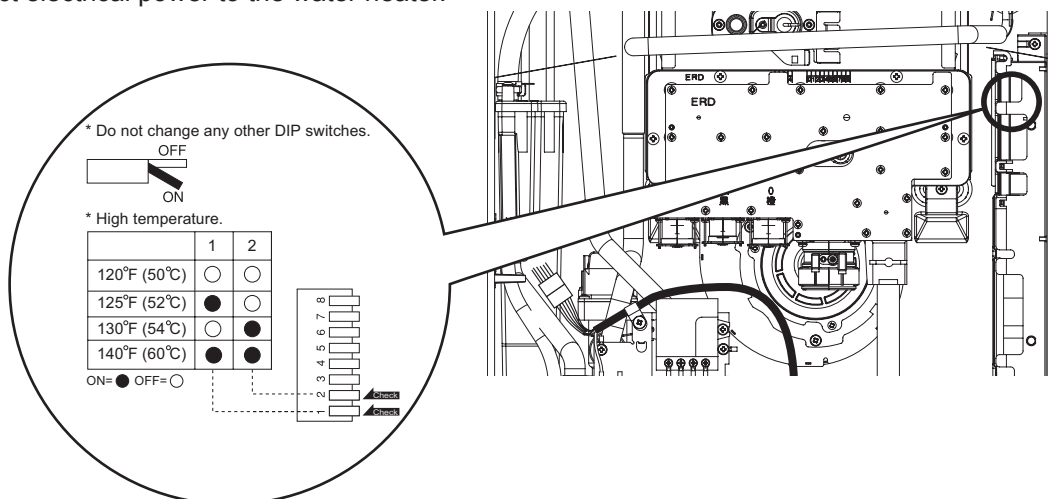 ct electrical power to the water heater.
* Do not change any other DIP switches.
OFF
ON
* High temperature.
1 2
120°F (50°C)
125°F (52°C)
130°F (54°C)
140°F (60°C)
ON= OFF=
8
7
6
5
4
3
2 Check
1 Check
ERD
ERD